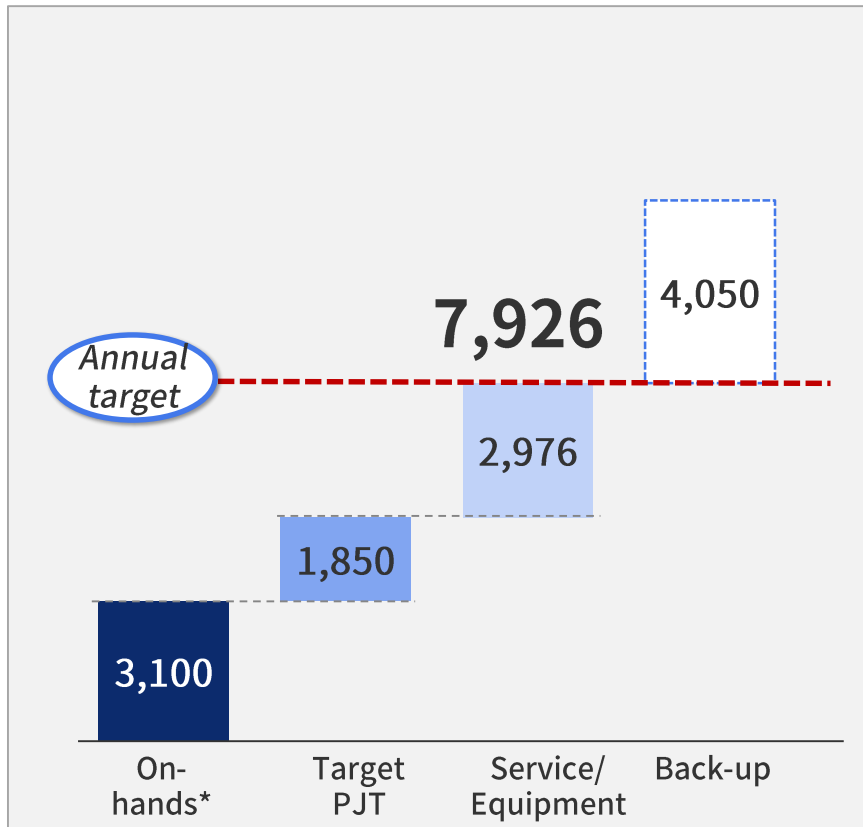 4,050
7,926
Annual
target
2,976
1,850
3,100
On-
hands*
Target
PJT
Service/
Equipment
Back-up